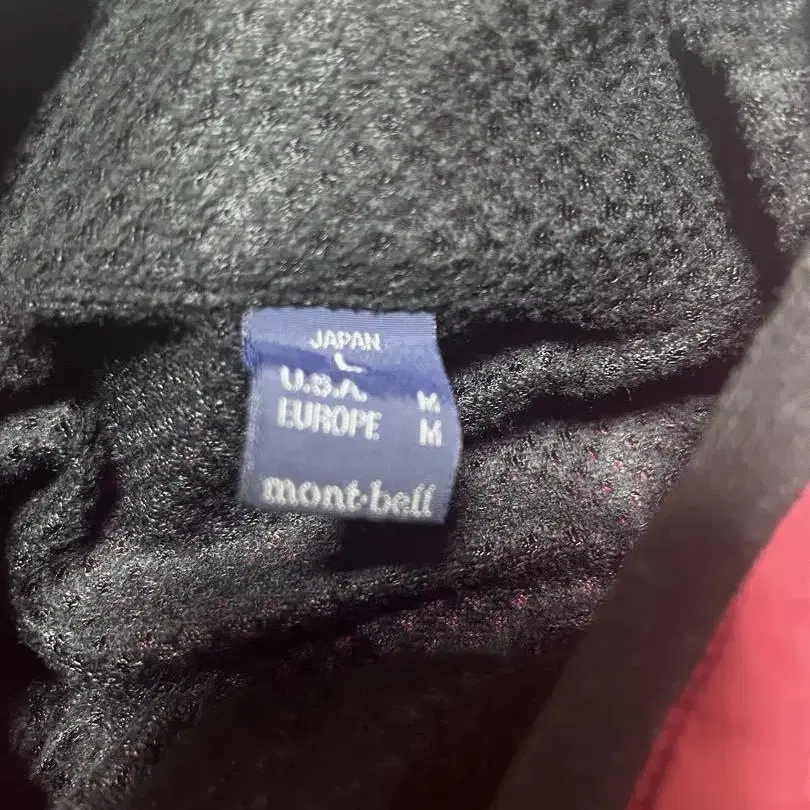 JAPAN
L
U.S.A. M
EUROPE M
mont-bell